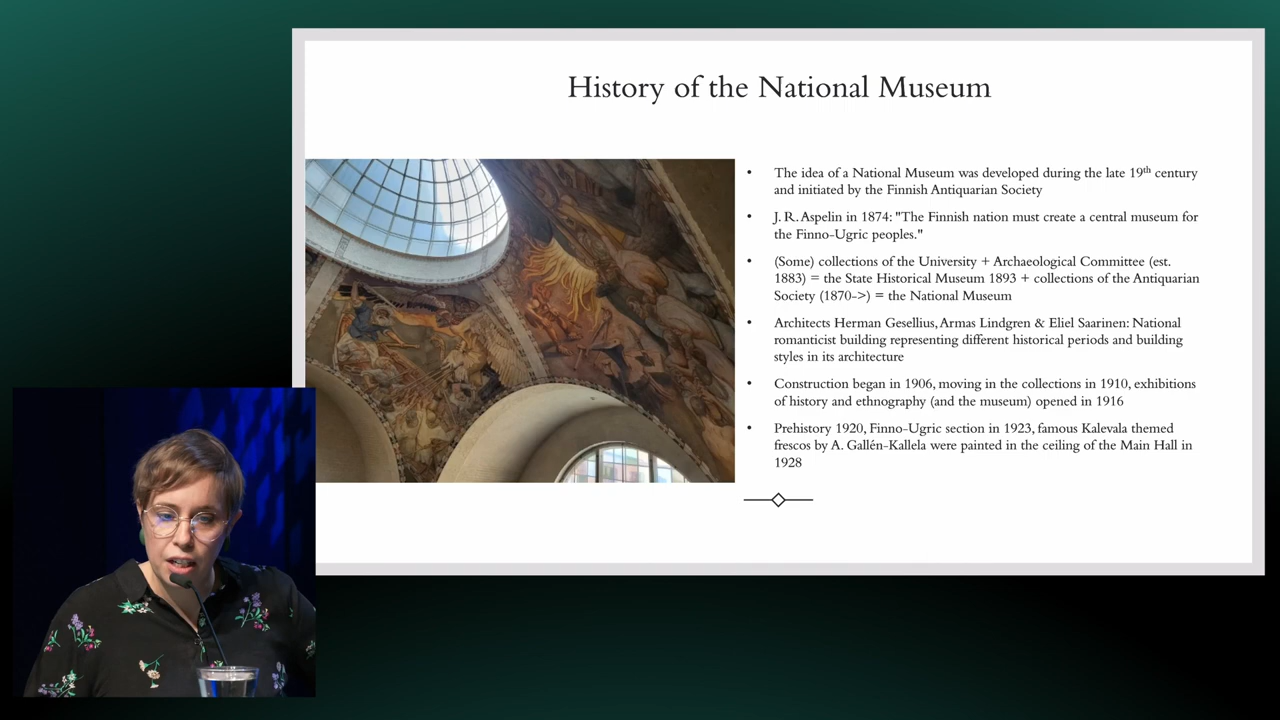 History of the National Museum
• The idea of a National Museum was developed during the late 19th century
and initiated by the Finnish Antiquarian Society
• J. R. Aspelin in 1874: "The Finnish nation must create a central museum for
the Finno-Ugric peoples."
• (Some) collections of the University + Archaeological Committee (est.
1883) = the State Historical Museum 1893 + collections of the Antiquarian
Society (1870->) = the National Museum
• Architects Herman Gesellius, Armas Lindgren & Eliel Saarinen: National
romanticist building representing different historical periods and building
styles in its architecture
• Construction began in 1906, moving in the collections in 1910, exhibitions
of history and ethnography (and the museum) opened in 1916
• Prehistory 1920, Finno-Ugric section in 1923, famous Kalevala themed
frescos by A. Gallén-Kallela were painted in the ceiling of the Main Hall in
1928